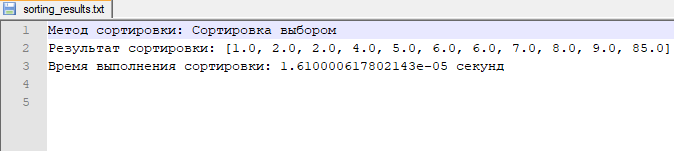 sorting_results.txt
1 Метод сортировки: Сортировка выбором
2 Результат сортировки: [1.0, 2.0, 2.0, 4.0, 5.0, 6.0, 6.0, 7.0, 8.0, 9.0, 85.0]
3 Время выполнения сортировки: 1.610000617802143e-05 секунд
4
5